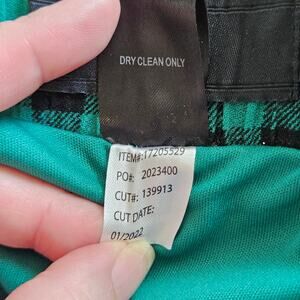 DRY CLEAN ONLY
ITEM#:17205529
PO#: 2023400
CUT#: 139913
CUT DATE:
01/2022